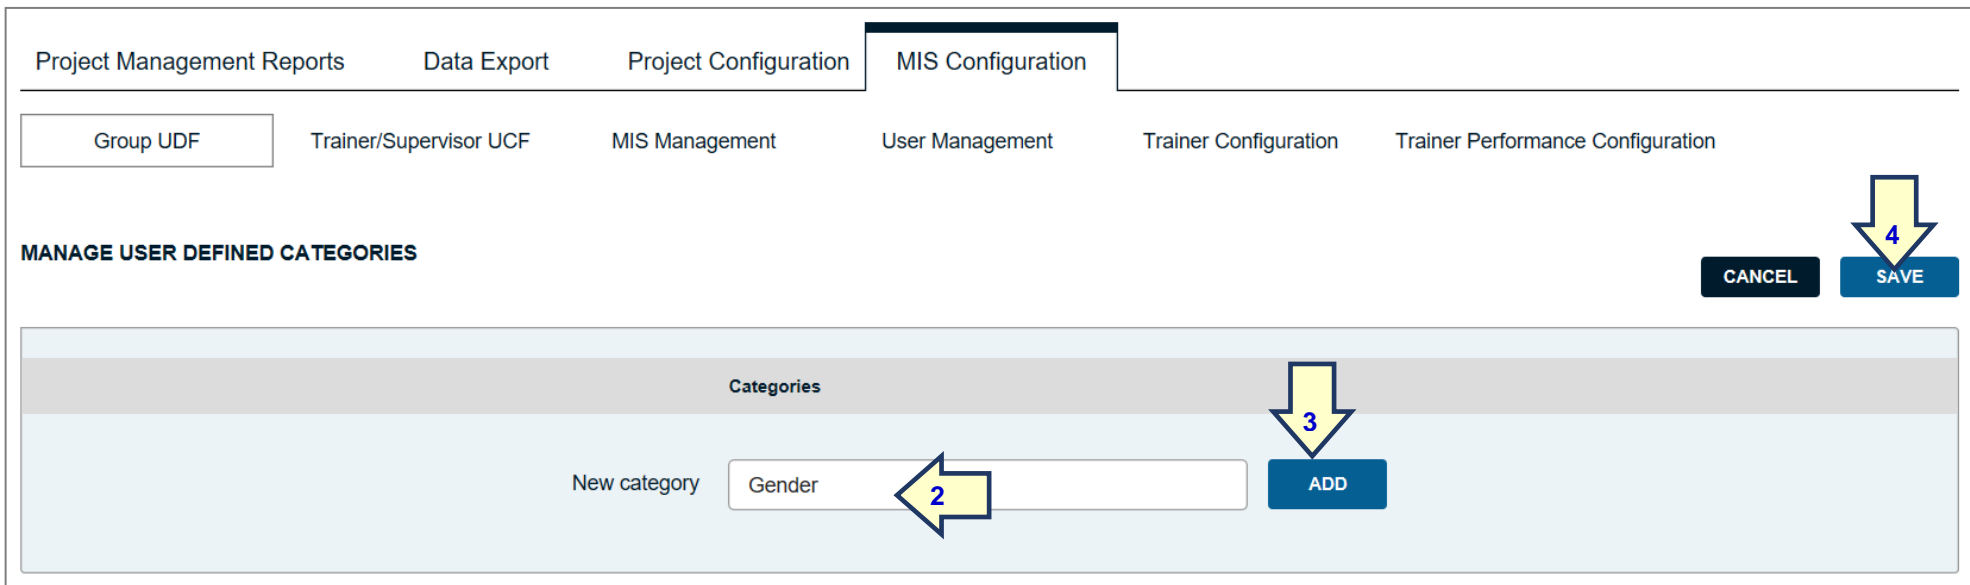 Project Management Reports Data Export Project Configuration MIS Configuration
Group UDF Trainer/Supervisor UCF MIS Management User Management Trainer Configuration Trainer Performance Configuration
4
MANAGE USER DEFINED CATEGORIES
CANCEL SAVE
Categories
3
New category Gender 2 ADD